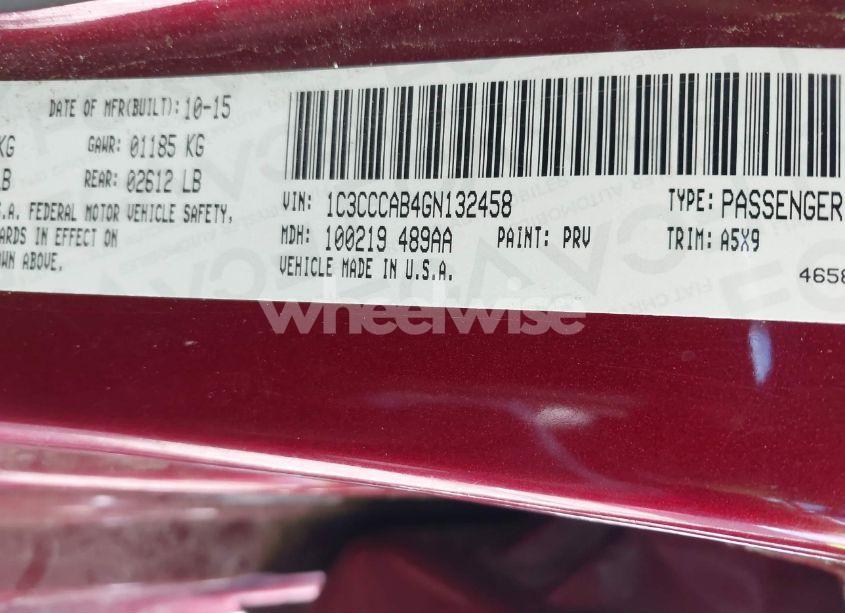 DATE OF MFR(BUILT): 10-15
KG GAWR: 01185 KG
LB REAR: 02612 LB
S.A. FEDERAL MOTOR VEHICLE SAFETY,
ARDS IN EFFECT ON
OWN ABOVE.
VIN: 1C3CCCAB4GN132458 TYPE: PASSENGER
MDH: 100219 489AA PAINT: PRV TRIM: A5X9
VEHICLE MADE IN U.S.A.
4658
wheelwise